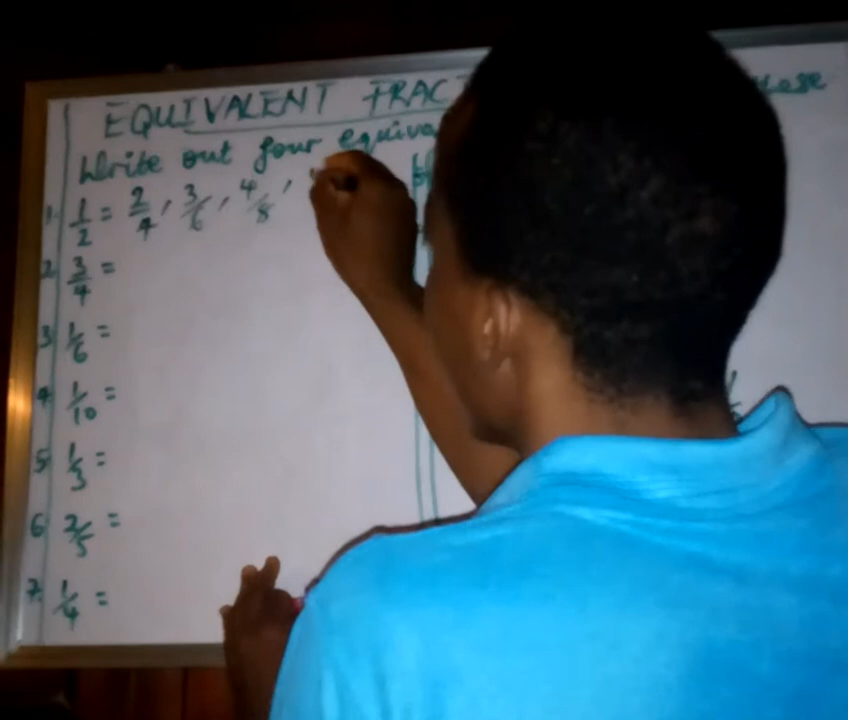 EQUIVALENT FRAC
Write out four equiva
1. 1/2 = 2/4, 3/6, 4/8,
2. 3/4 =
3. 1/6 =
4. 1/10 =
5. 1/3 =
6. 2/5 =
7. 1/4 =